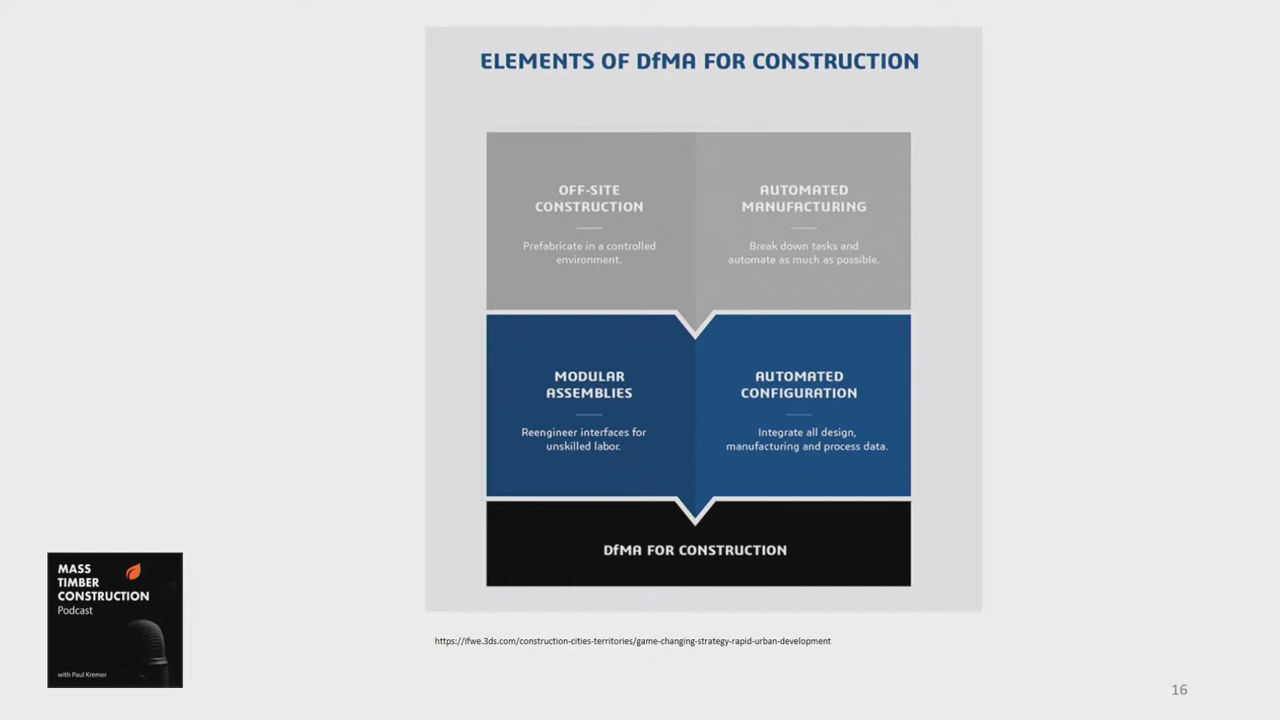 ELEMENTS OF DfMA FOR CONSTRUCTION
OFF-SITE
CONSTRUCTION
Prefabricate in a controlled
environment.
AUTOMATED
MANUFACTURING
Break down tasks and
automate as much as possible.
MODULAR
ASSEMBLIES
Reengineer interfaces for
unskilled labor.
AUTOMATED
CONFIGURATION
Integrate all design,
manufacturing and process data.
DfMA FOR CONSTRUCTION
MASS
TIMBER
CONSTRUCTION
Podcast
with Paul Kremer
https://ifwe.3ds.com/construction-cities-territories/game-changing-strategy-rapid-urban-development
16